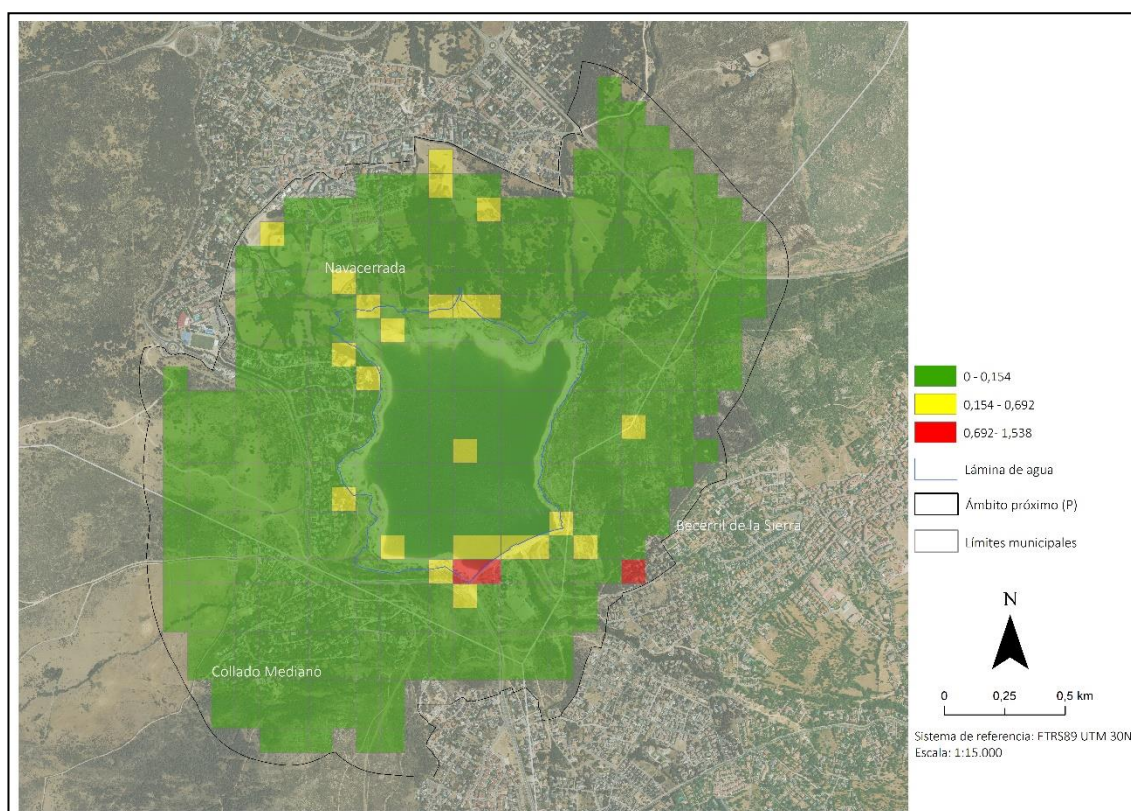 Navacerrada
Becerril de la Sierra
Collado Mediano
0 - 0,154
0,154 - 0,692
0,692- 1,538
Lámina de agua
Ámbito próximo (P)
Límites municipales
N
0 0,25 0,5 km
Sistema de referencia: ETRS89 UTM 30N
Escala: 1:15.000